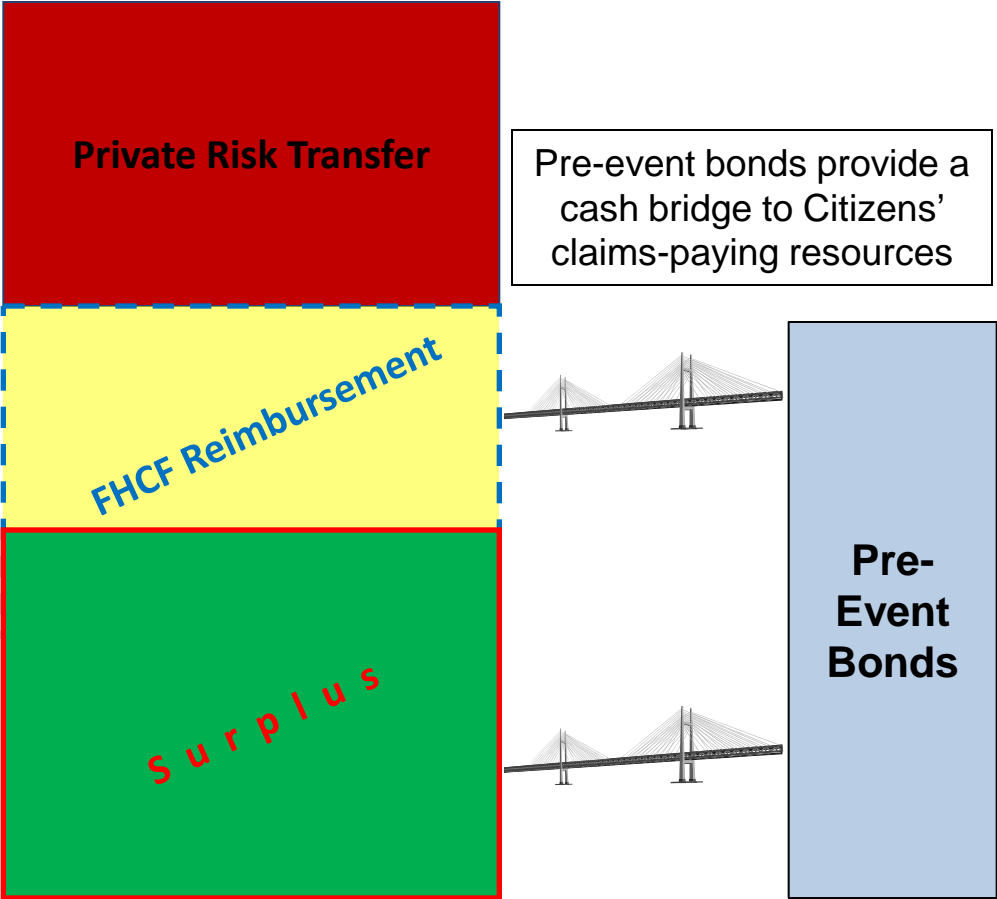 Private Risk Transfer
Pre-event bonds provide a
cash bridge to Citizens’
claims-paying resources
FHCF Reimbursement
Pre-
Event
Bonds
Surplus